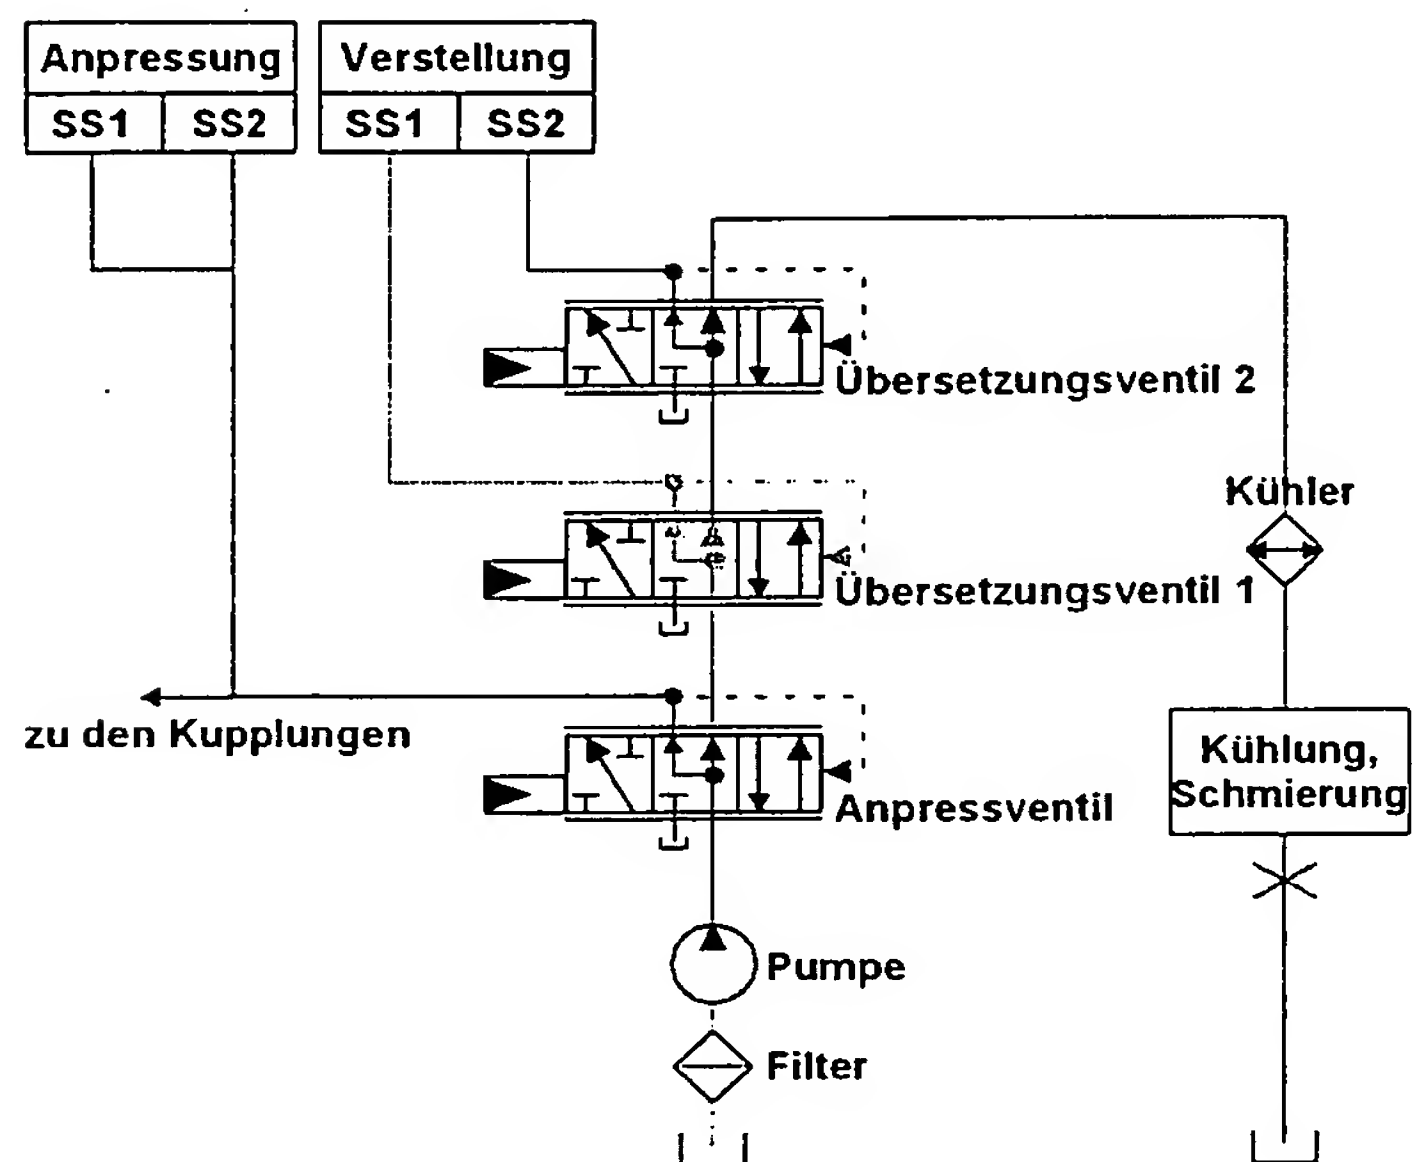 Anpressung
SS1 SS2
Verstellung
SS1 SS2
Übersetzungsventil 2
Kühler
Übersetzungsventil 1
zu den Kupplungen
Kühlung,
Schmierung
Anpressventil
Pumpe
Filter